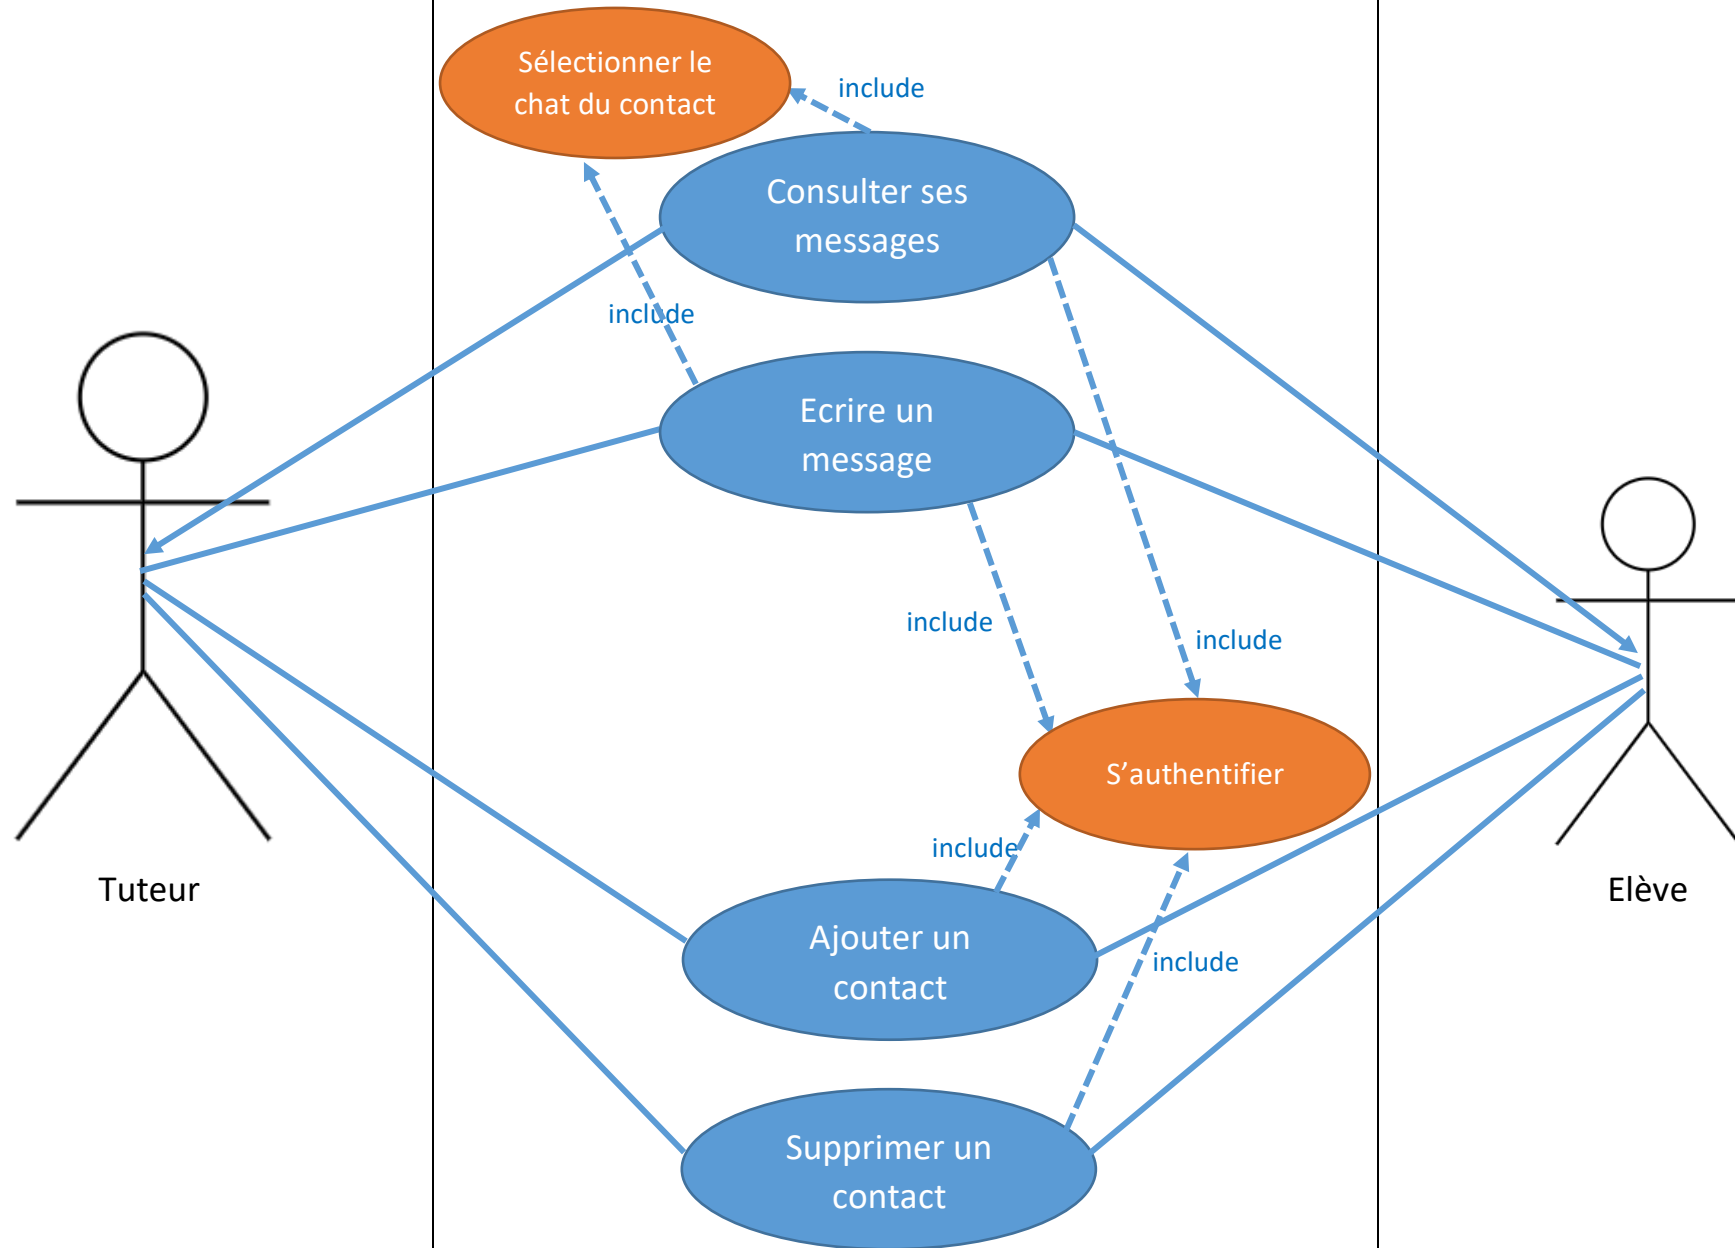 Sélectionner le
chat du contact
include
Consulter ses
messages
include
Ecrire un
message
include
include
S'authentifier
include
Tuteur
Elève
Ajouter un
contact
include
Supprimer un
contact